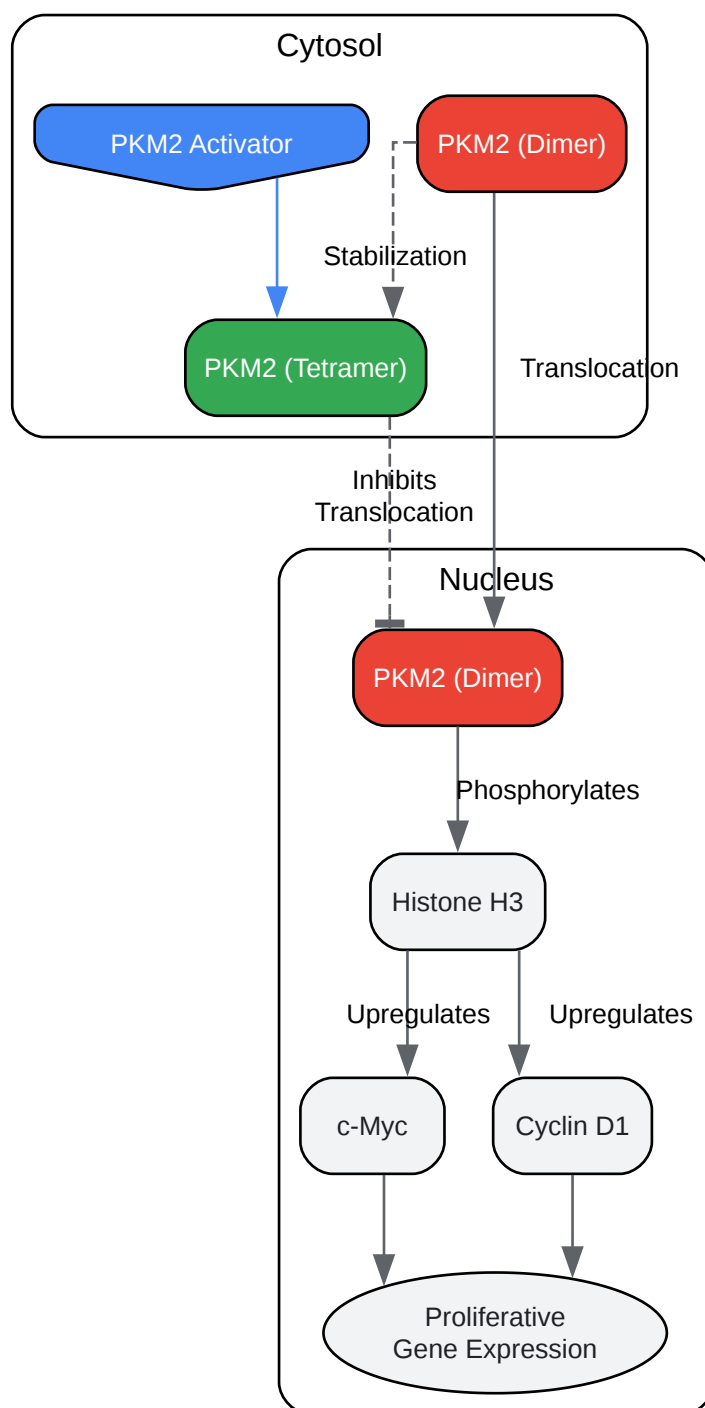 Cytosol
PKM2 Activator
PKM2 (Dimer)
Stabilization
PKM2 (Tetramer)
Translocation
Inhibits
Translocation
Nucleus
PKM2 (Dimer)
Phosphorylates
Histone H3
Upregulates
Upregulates
c-Myc
Cyclin D1
Proliferative
Gene Expression